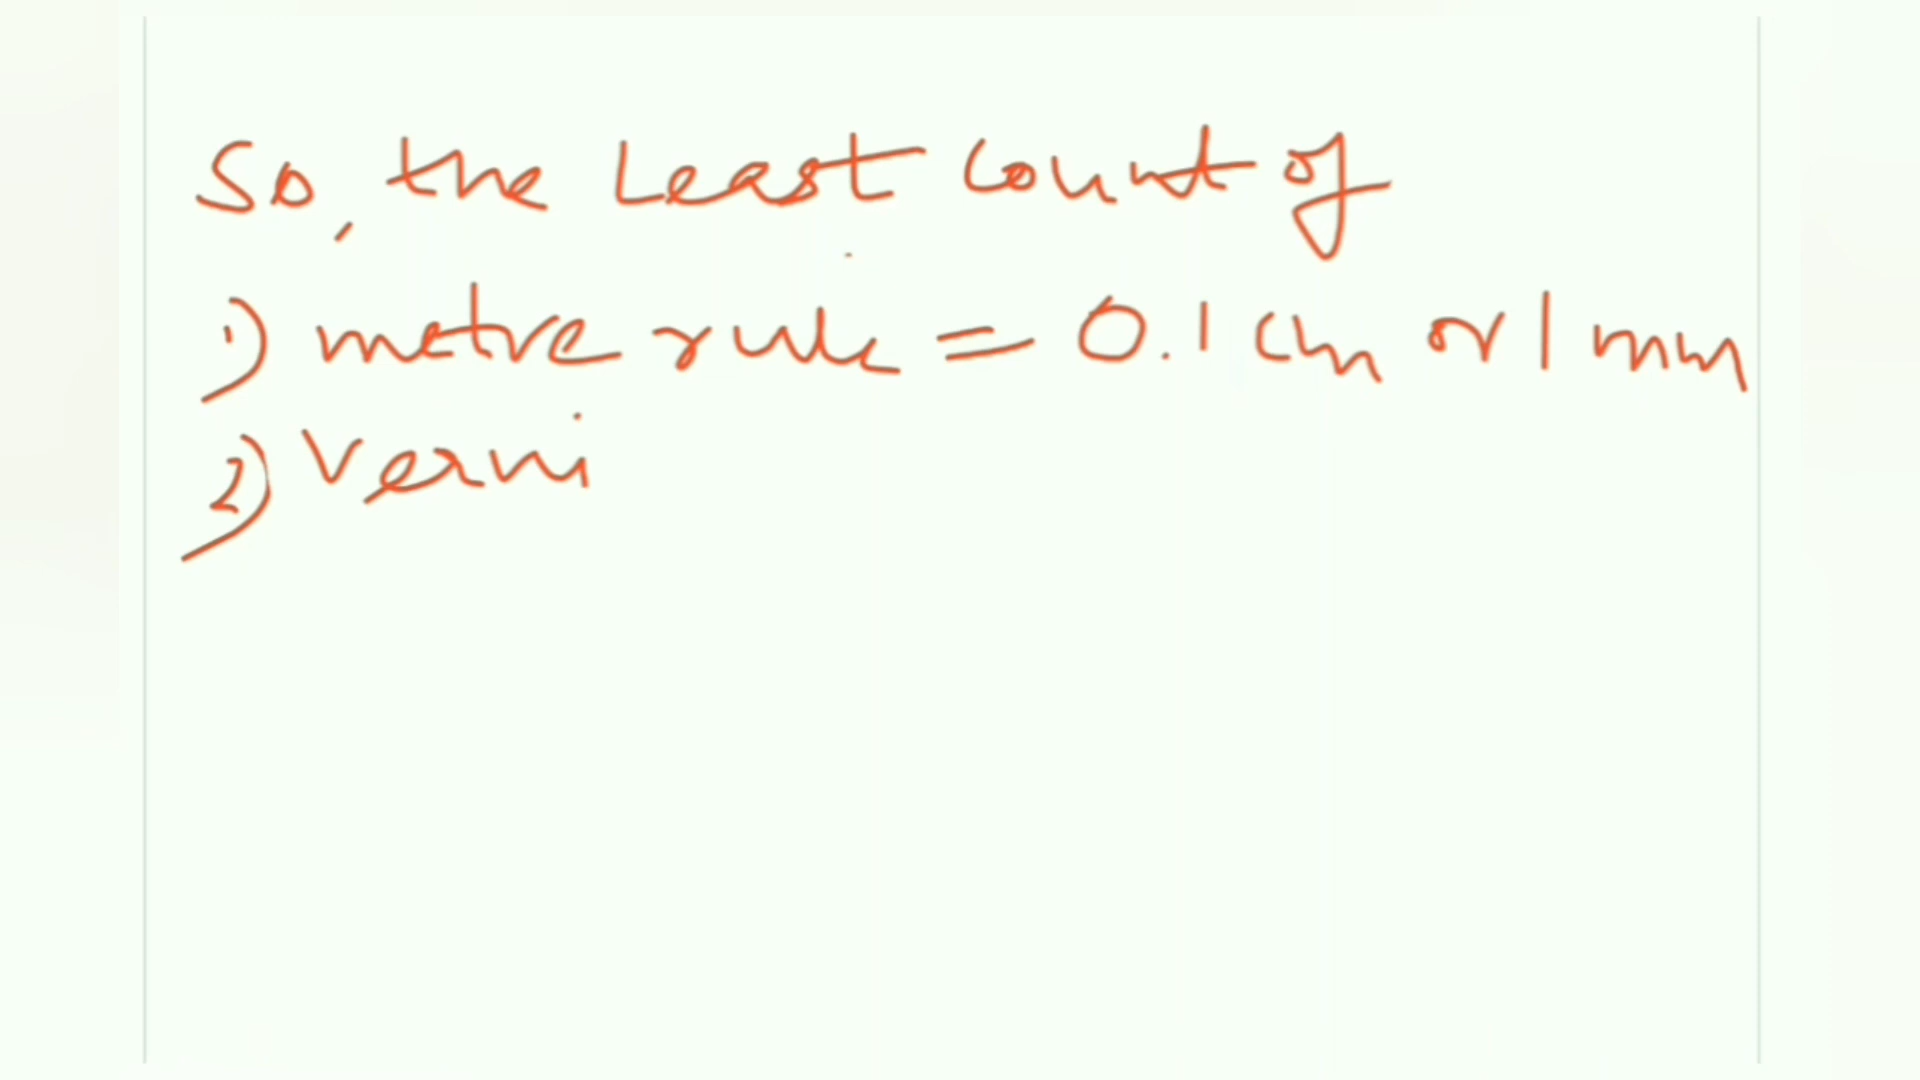 So, the Least Count of
1) metre rule = 0.1 cm or 1 mm
2) Verni